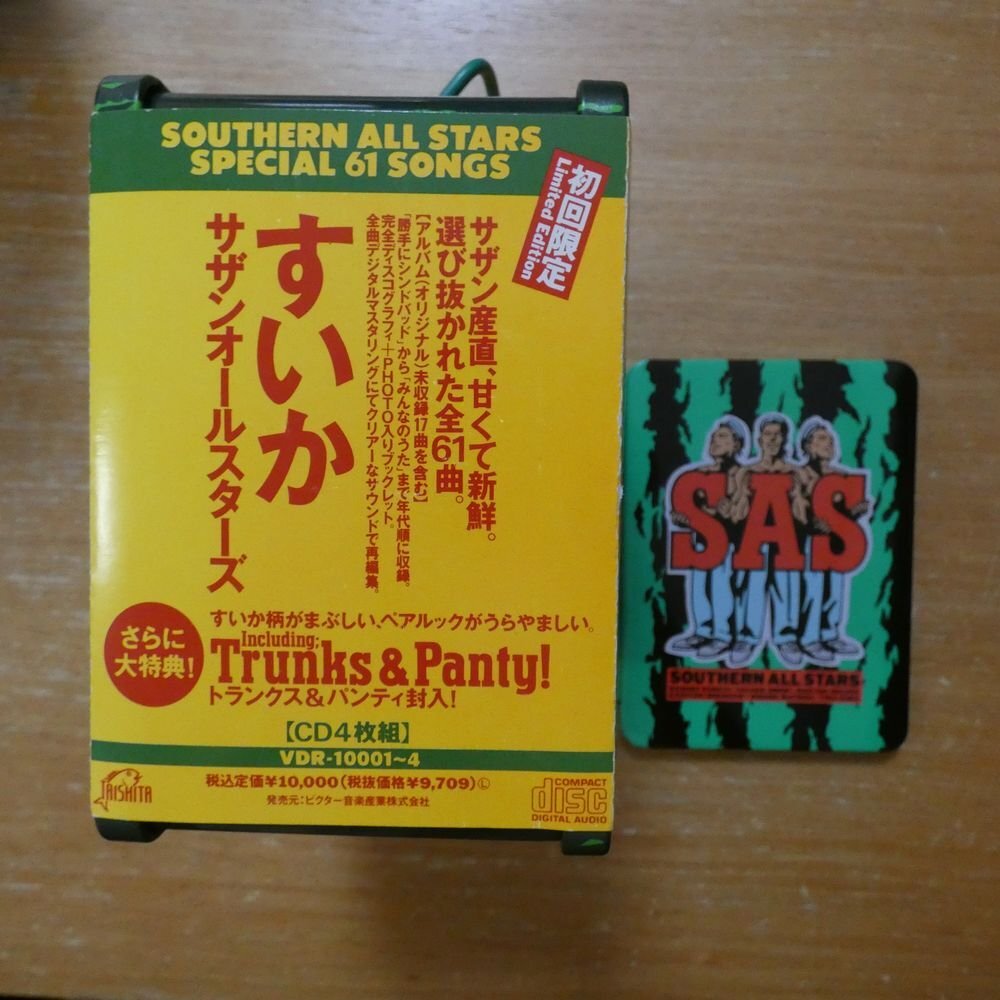 SOUTHERN ALL STARS
SPECIAL 61 SONGS
初回限定
Limited Edition
サザン産直、甘くて新鮮。
選び抜かれた全61曲。
【アルバム(オリジナル)未収録17曲を含む】
「勝手にシンドバッド」から「みんなのうた」まで年代順に収録。
完全ディスコグラフィ+PHOTO入りブックレット。
全曲デジタルマスタリングにてクリアーなサウンドで再編集。
すいか
サザンオールスターズ
さらに
大特典!
すいか柄がまぶしい、ペアルックがうらやましい。
Including;
Trunks & Panty!
トランクス&パンティ封入!
【CD4枚組】
VDR-10001~4
税込定価¥10,000(税抜価格¥9,709)Ⓛ
発売元:ビクター音楽産業株式会社
TAISHITA
COMPACT
disc
DIGITAL AUDIO
SAS
SOUTHERN ALL STARS